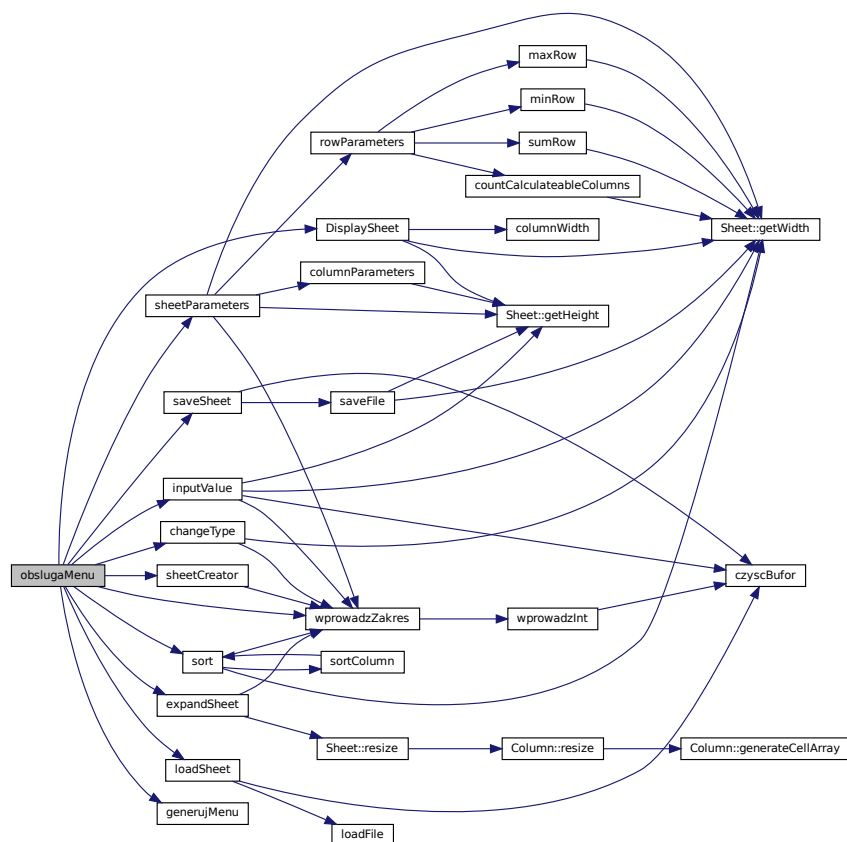 maxRow
minRow
rowParameters
sumRow
countCalculateableColumns
DisplaySheet
columnWidth
Sheet::getWidth
columnParameters
sheetParameters
Sheet::getHeight
saveSheet
saveFile
inputValue
changeType
obslugaMenu
sheetCreator
czyscBufor
wprowadzZakres
wprowadzInt
sort
sortColumn
expandSheet
Sheet::resize
Column::resize
Column::generateCellArray
loadSheet
generujMenu
loadFile